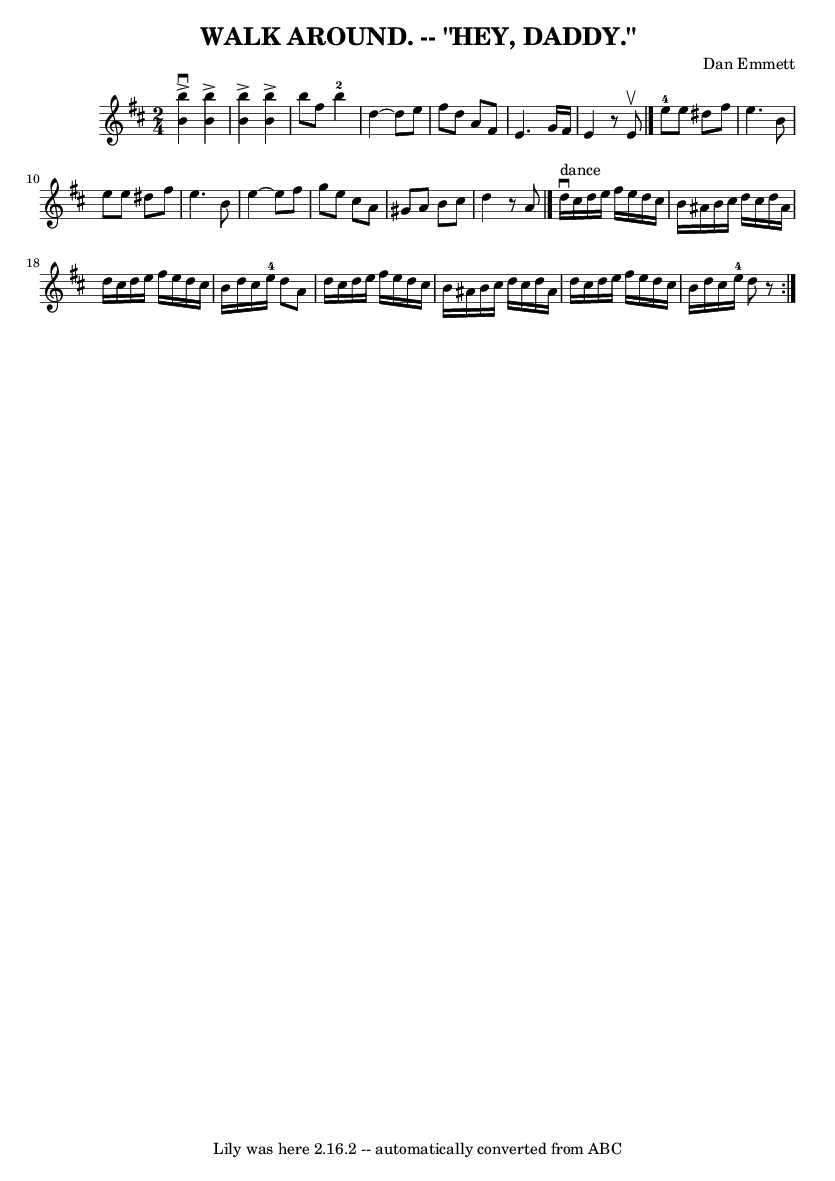 WALK AROUND. -- "HEY, DADDY."
Dan Emmett
2
4
2
4
dance
10
18
4
4
Lily was here 2.16.2 -- automatically converted from ABC